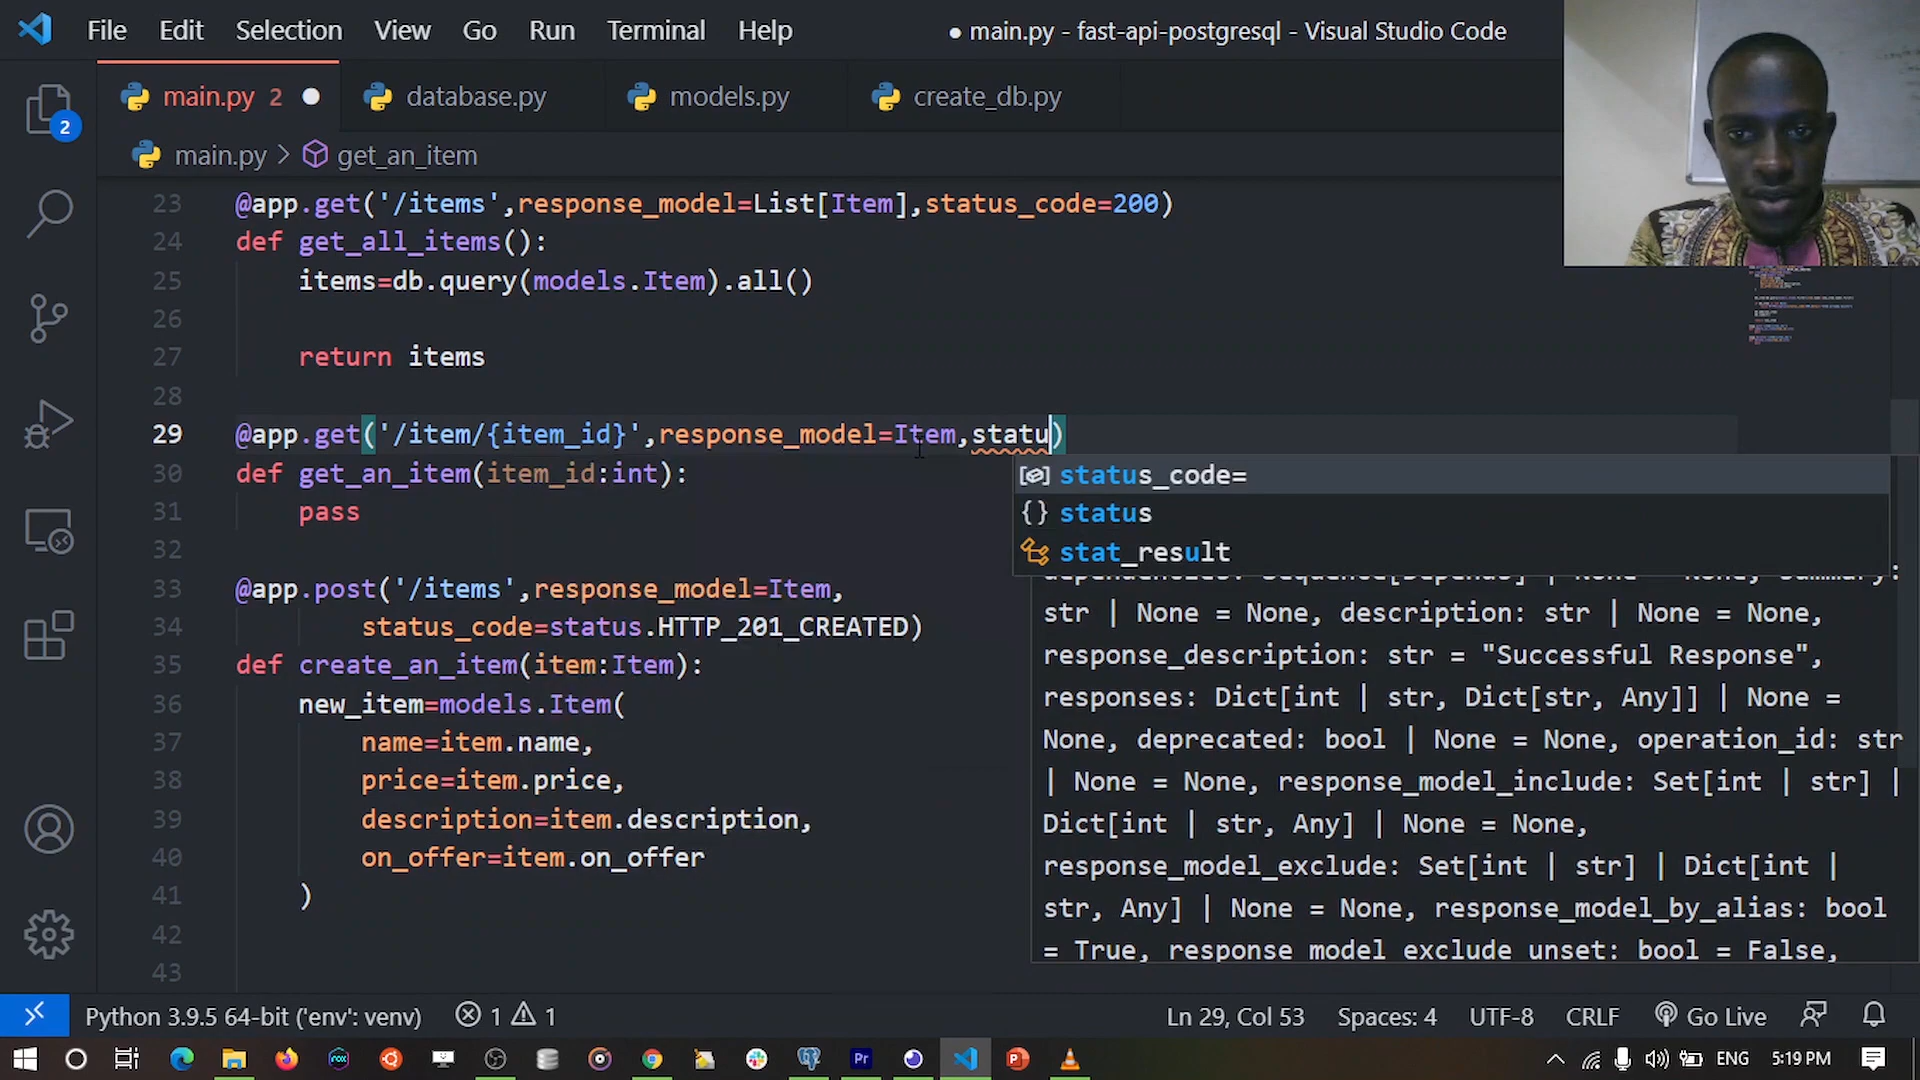 File Edit Selection View Go Run Terminal Help ● main.py - fast-api-postgresql - Visual Studio Code
main.py 2 database.py models.py create_db.py
main.py > get_an_item
2
23 @app.get('/items',response_model=List[Item],status_code=200)
24 def get_all_items():
25 items=db.query(models.Item).all()
26
27 return items
28
29 @app.get('/item/{item_id}',response_model=Item,statu)
30 def get_an_item(item_id:int):
31 pass
32
33 @app.post('/items',response_model=Item,
34 status_code=status.HTTP_201_CREATED)
35 def create_an_item(item:Item):
36 new_item=models.Item(
37 name=item.name,
38 price=item.price,
39 description=item.description,
40 on_offer=item.on_offer
41 )
42
43
status_code=
status
stat_result
dependencies: Sequence[Depends] | None = None, summary:
str | None = None, description: str | None = None,
response_description: str = "Successful Response",
responses: Dict[int | str, Dict[str, Any]] | None =
None, deprecated: bool | None = None, operation_id: str
| None = None, response_model_include: Set[int | str] |
Dict[int | str, Any] | None = None,
response_model_exclude: Set[int | str] | Dict[int |
str, Any] | None = None, response_model_by_alias: bool
= True, response_model_exclude_unset: bool = False,
Python 3.9.5 64-bit ('env': venv) 1 1 Ln 29, Col 53 Spaces: 4 UTF-8 CRLF Go Live
ENG 5:19 PM